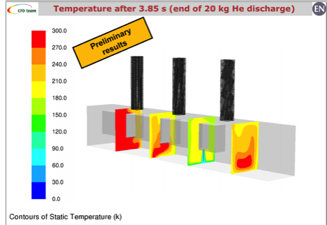 CFD team
Temperature after 3.85 s (end of 20 kg He discharge)
EN
Preliminary
results
300.0
270.0
240.0
210.0
180.0
150.0
120.0
90.0
60.0
30.0
0.0
Contours of Static Temperature (k)